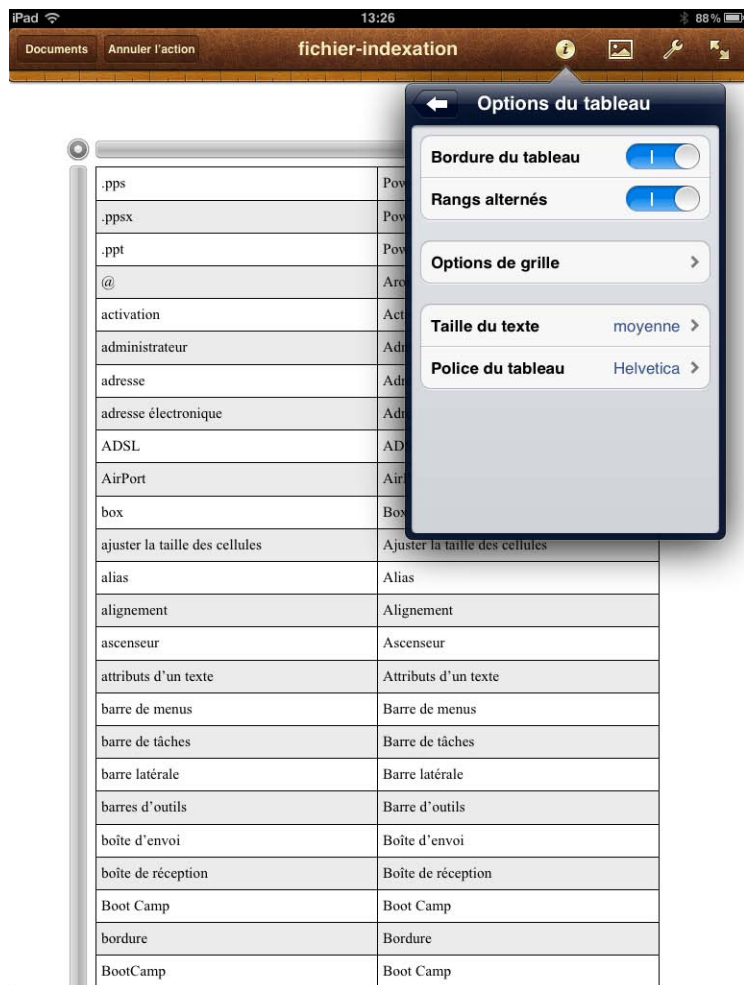 iPad 13:26 88%
Documents Annuler l'action fichier-indexation
Options du tableau
Bordure du tableau
Rangs alternés
Options de grille
Taille du texte moyenne
Police du tableau Helvetica
.pps
.ppsx
.ppt
@
activation
administrateur
adresse
adresse électronique
ADSL
AirPort
box
ajuster la taille des cellules Ajuster la taille des cellules
alias Alias
alignement Alignement
ascenseur Ascenseur
attributs d'un texte Attributs d'un texte
barre de menus Barre de menus
barre de tâches Barre de tâches
barre latérale Barre latérale
barres d'outils Barre d'outils
boîte d'envoi Boîte d'envoi
boîte de réception Boîte de réception
Boot Camp Boot Camp
bordure Bordure
BootCamp Boot Camp